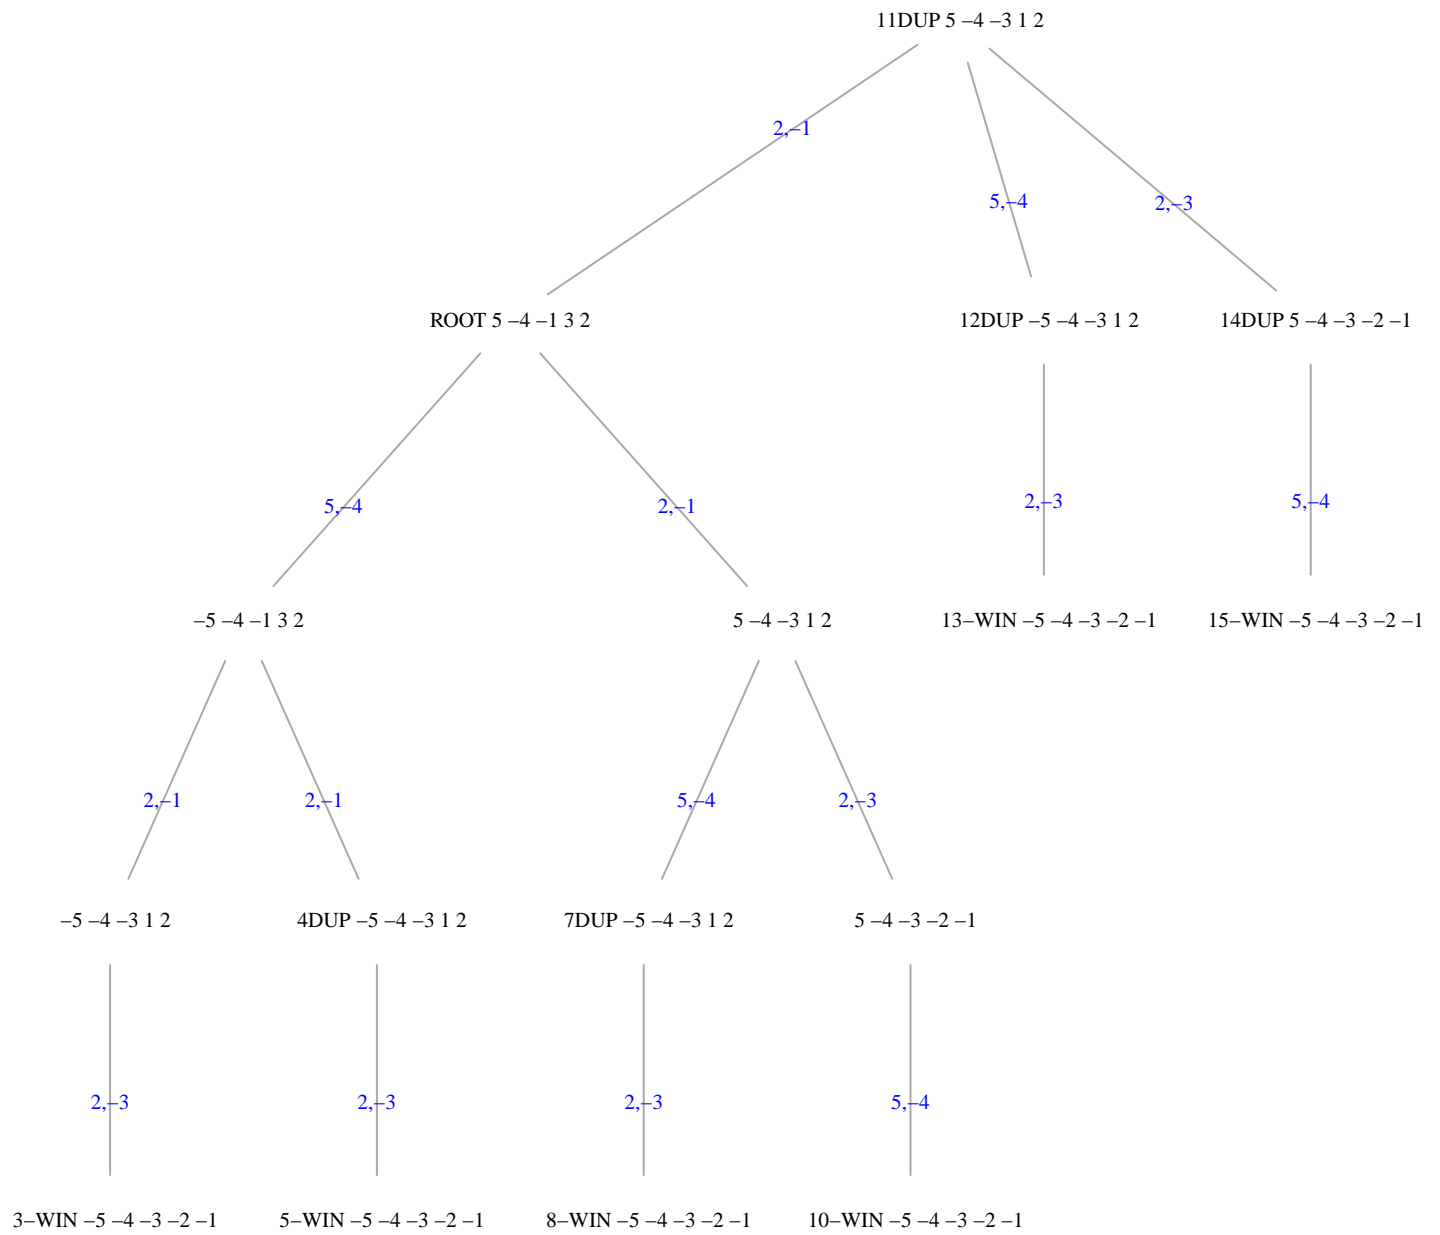 11DUP 5 −4 −3 1 2
2,−1
5,−4
2,−3
ROOT 5 −4 −1 3 2
12DUP −5 −4 −3 1 2
14DUP 5 −4 −3 −2 −1
5,−4
2,−1
2,−3
5,−4
−5 −4 −1 3 2
5 −4 −3 1 2
13−WIN −5 −4 −3 −2 −1
15−WIN −5 −4 −3 −2 −1
2,−1
2,−1
5,−4
2,−3
−5 −4 −3 1 2
4DUP −5 −4 −3 1 2
7DUP −5 −4 −3 1 2
5 −4 −3 −2 −1
2,−3
2,−3
2,−3
5,−4
3−WIN −5 −4 −3 −2 −1
5−WIN −5 −4 −3 −2 −1
8−WIN −5 −4 −3 −2 −1
10−WIN −5 −4 −3 −2 −1